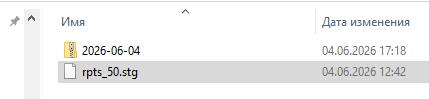 Имя Дата изменения
2026-06-04 04.06.2026 17:18
rpts_50.stg 04.06.2026 12:42